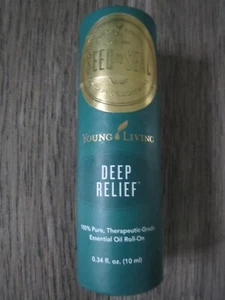 SEED TO SEAL
YOUNG LIVING
DEEP
RELIEF™
100% Pure, Therapeutic-Grade
Essential Oil Roll-On
0.34 fl. oz. (10 ml)